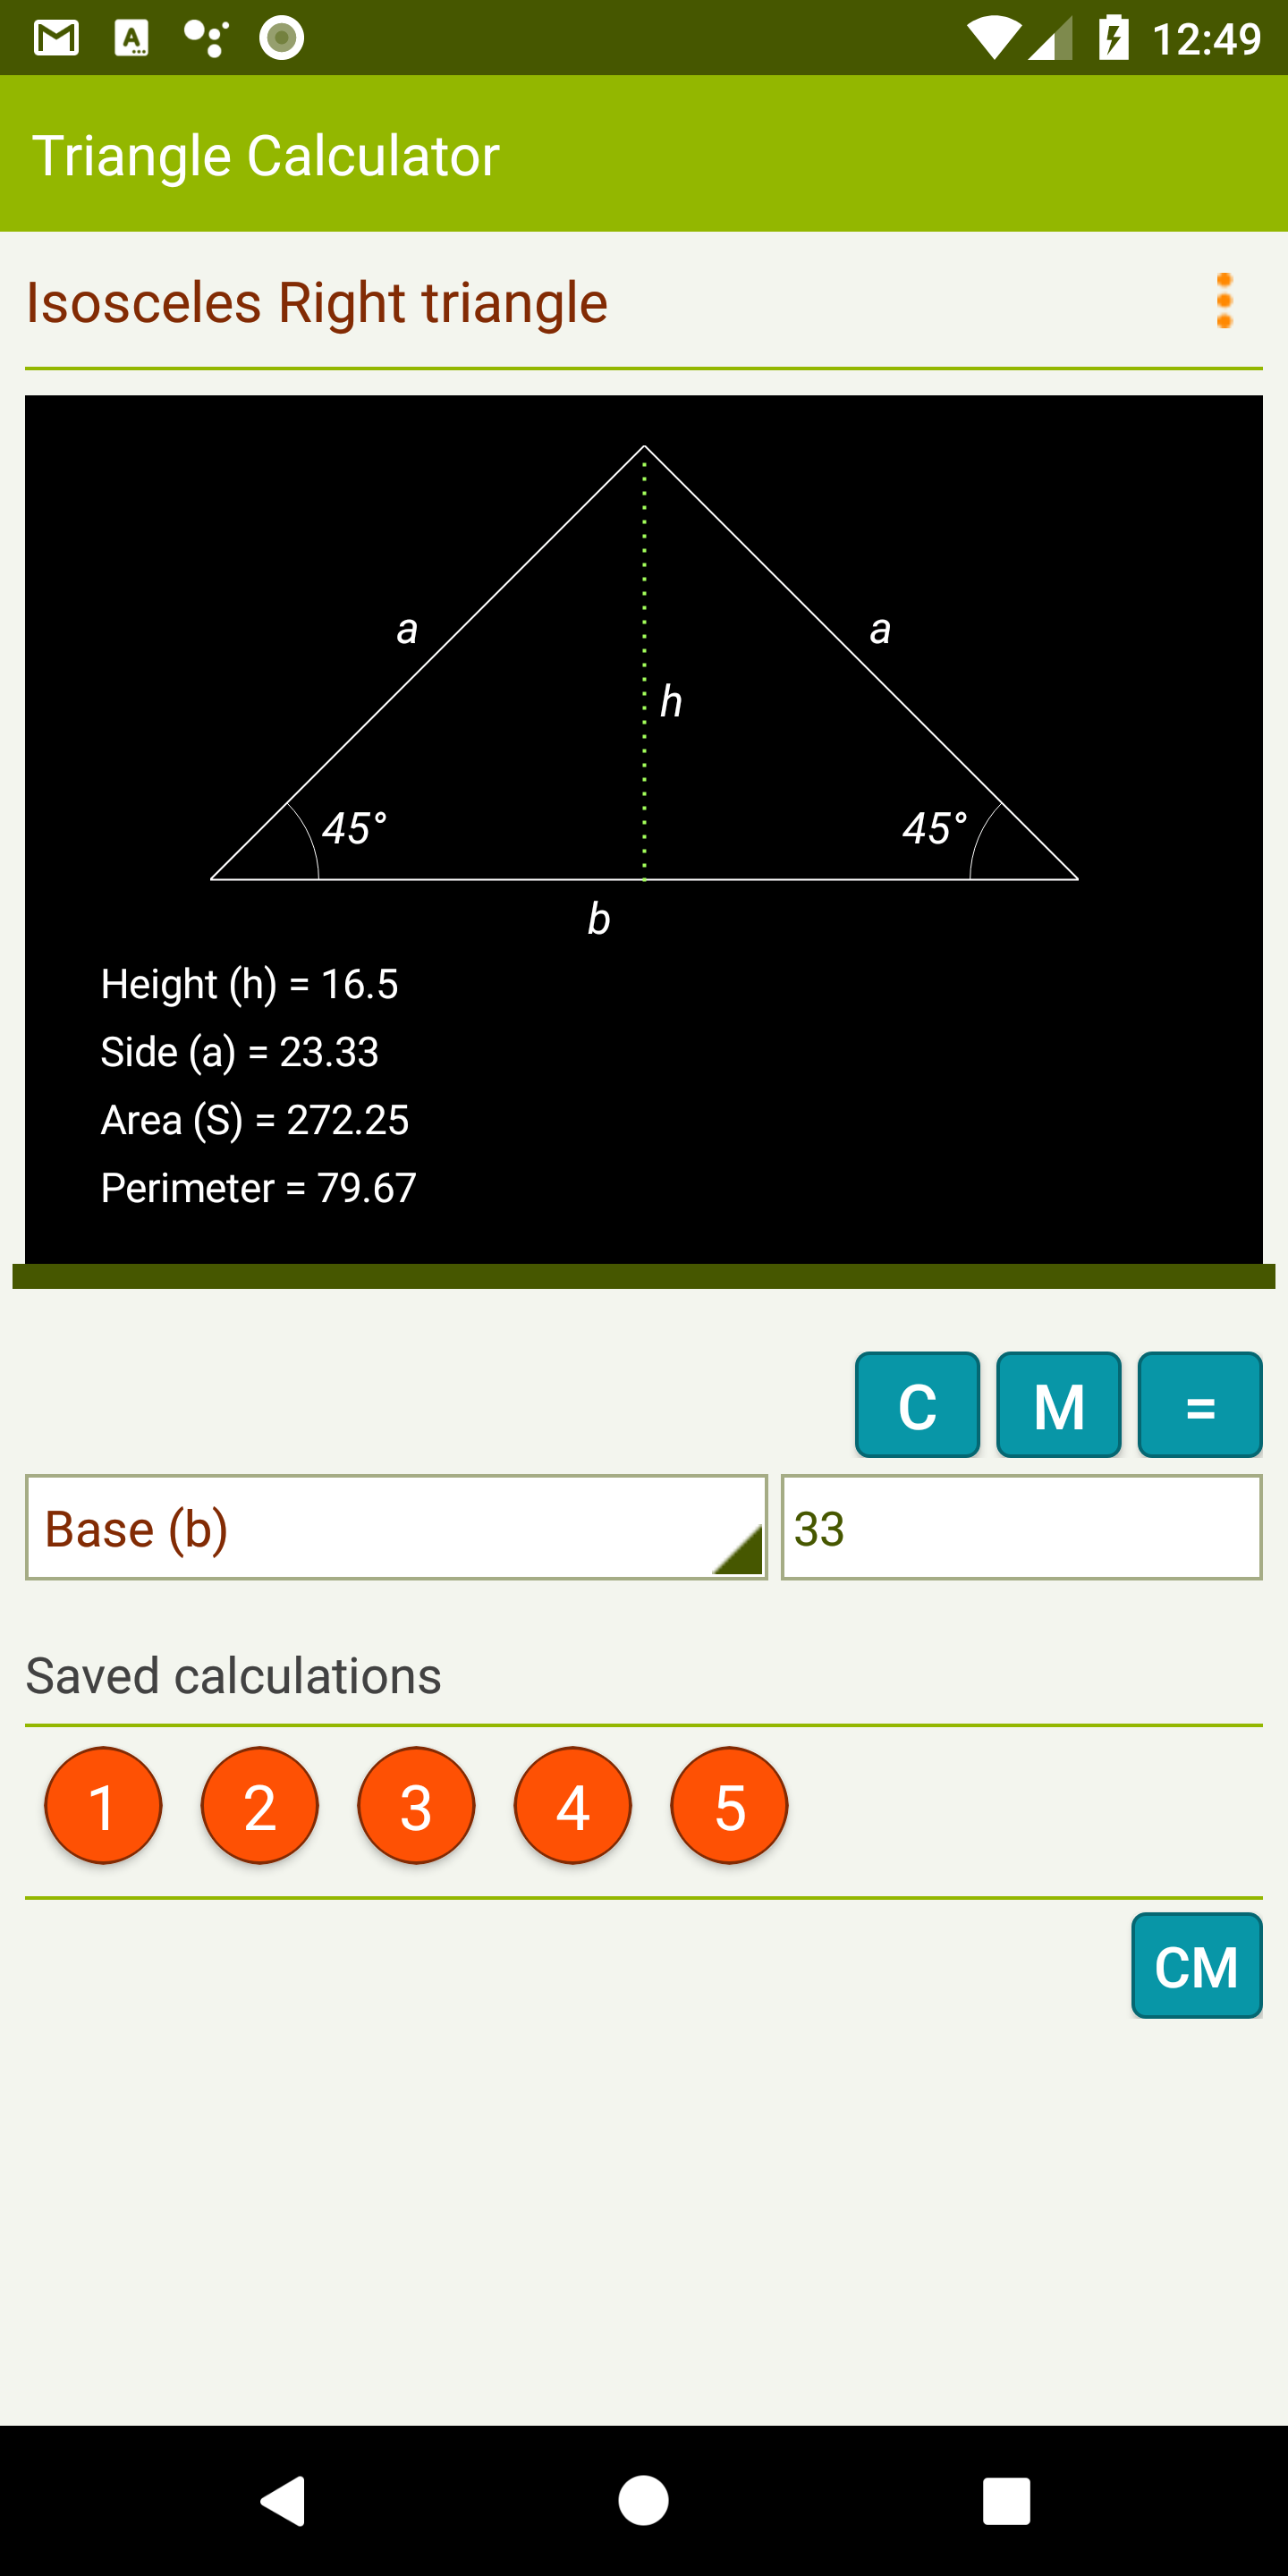 12:49
Triangle Calculator
Isosceles Right triangle
a a
h
45° 45°
b
Height (h) = 16.5
Side (a) = 23.33
Area (S) = 272.25
Perimeter = 79.67
C M =
Base (b) 33
Saved calculations
1 2 3 4 5
CM